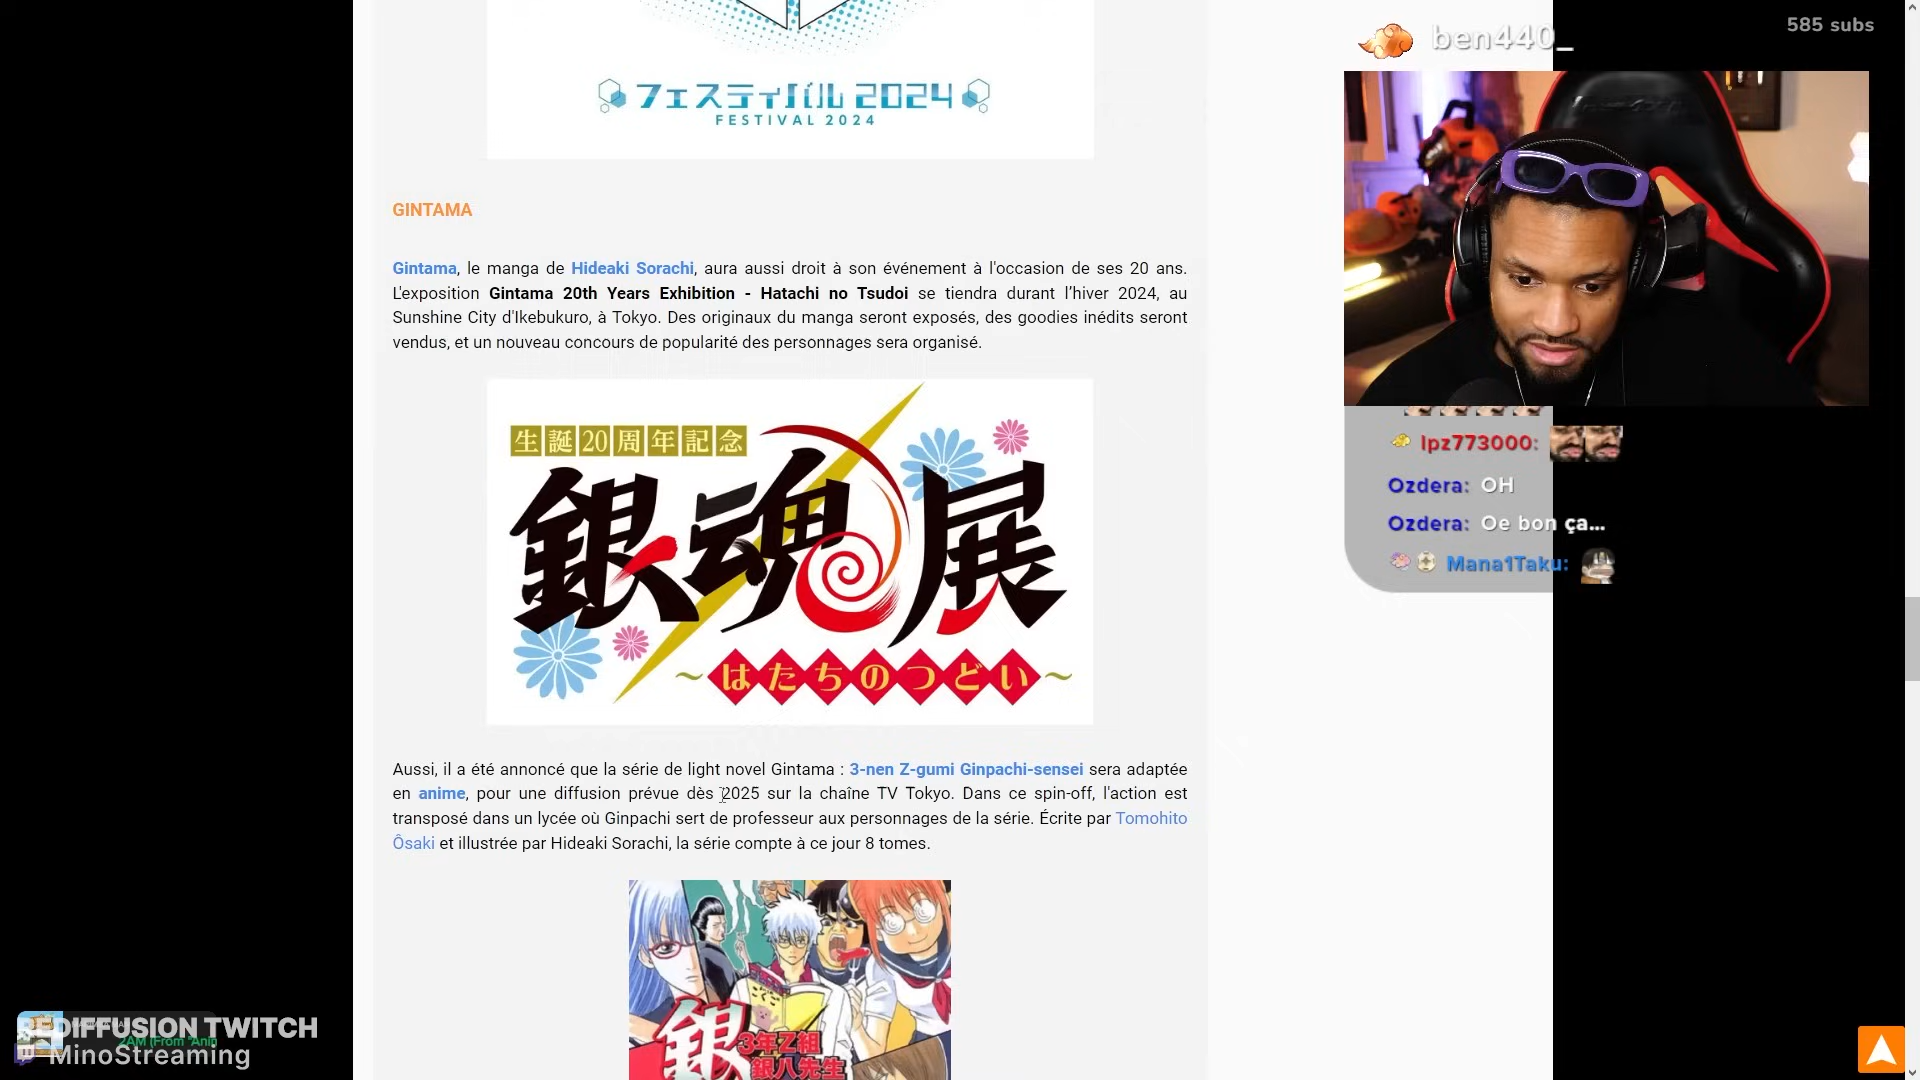 フェスティバル 2024
FESTIVAL 2024
GINTAMA
Gintama, le manga de Hideaki Sorachi, aura aussi droit à son événement à l'occasion de ses 20 ans.
L'exposition Gintama 20th Years Exhibition - Hatachi no Tsudoi se tiendra durant l’hiver 2024, au
Sunshine City d'Ikebukuro, à Tokyo. Des originaux du manga seront exposés, des goodies inédits seront
vendus, et un nouveau concours de popularité des personnages sera organisé.
生誕20周年記念
銀魂展
~はたちのつどい~
Aussi, il a été annoncé que la série de light novel Gintama : 3-nen Z-gumi Ginpachi-sensei sera adaptée
en anime, pour une diffusion prévue dès 2025 sur la chaîne TV Tokyo. Dans ce spin-off, l'action est
transposé dans un lycée où Ginpachi sert de professeur aux personnages de la série. Écrite par Tomohito
Ôsaki et illustrée par Hideaki Sorachi, la série compte à ce jour 8 tomes.
銀
3年Z組
銀八先生
ben440_
585 subs
lpz773000:
Ozdera: OH
Ozdera: Oe bon ça...
Mana1Taku:
REDIFFUSION TWITCH
2AM (From "Anin
MinoStreaming